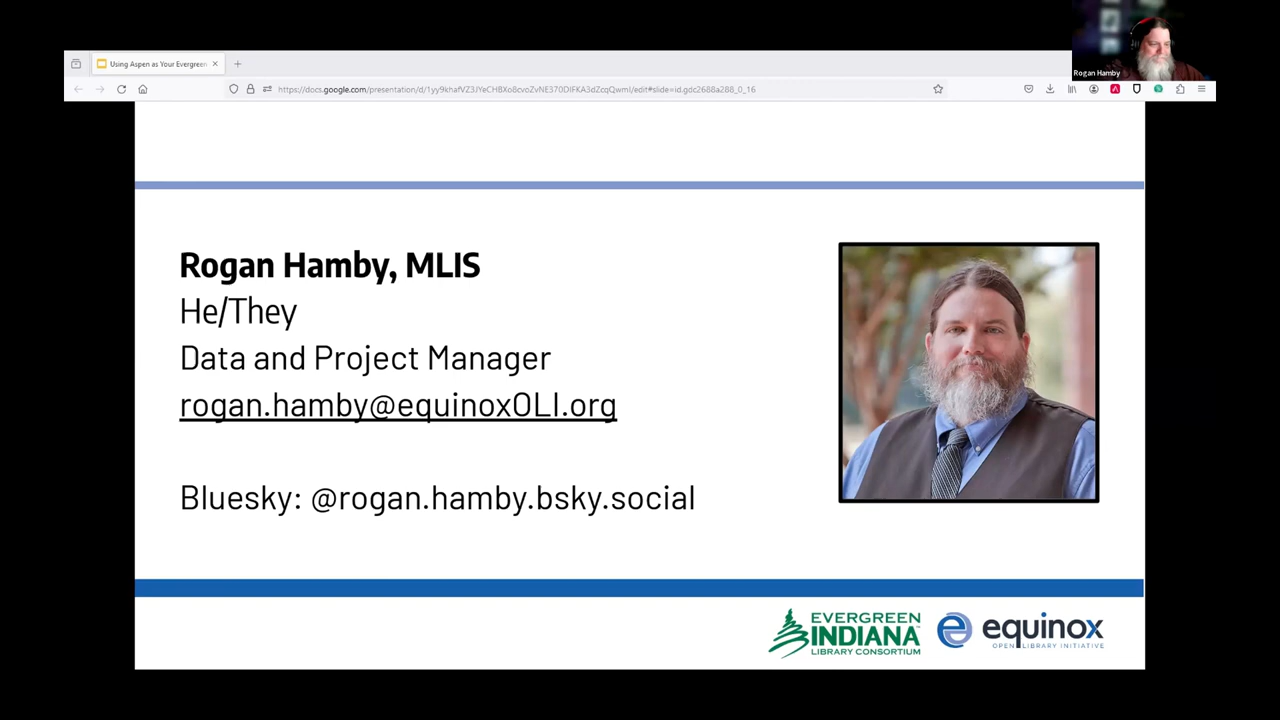 Using Aspen as Your Evergreen
Rogan Hamby
https://docs.google.com/presentation/d/1yy9khafVZ3JYeCHBXo8cvoZvNE370DIFKA3dZcqQwmI/edit#slide=id.gdc2688a288_0_16
Rogan Hamby, MLIS
He/They
Data and Project Manager
rogan.hamby@equinoxOLI.org
Bluesky: @rogan.hamby.bsky.social
EVERGREEN
INDIANA
LIBRARY CONSORTIUM
equinox
OPEN LIBRARY INITIATIVE